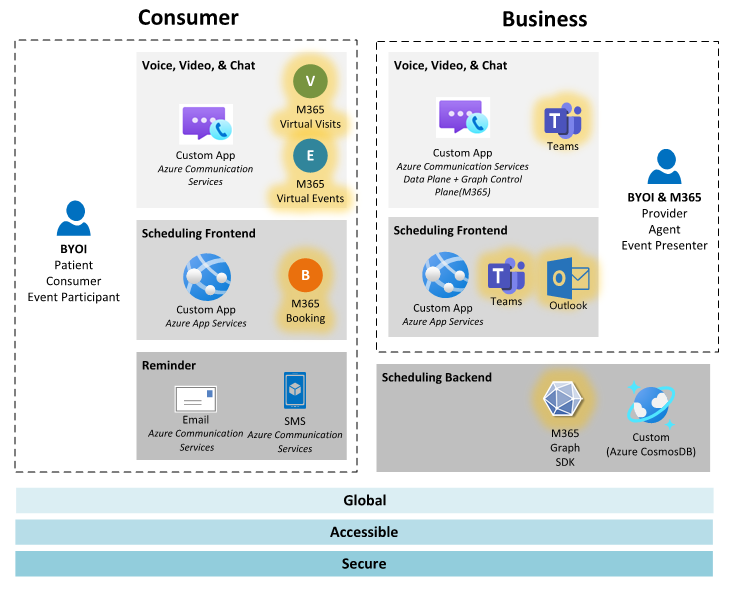 Consumer
Voice, Video, & Chat
Custom App
Azure Communication
Services
V
M365
Virtual Visits
E
M365
Virtual Events
BYOI
Patient
Consumer
Event Participant
Scheduling Frontend
Custom App
Azure App Services
B
M365
Booking
Reminder
Email
Azure Communication
Services
SMS
Azure Communication
Services
Business
Voice, Video, & Chat
Custom App
Azure Communication Services
Data Plane + Graph Control
Plane(M365)
T
Teams
BYOI & M365
Provider
Agent
Event Presenter
Scheduling Frontend
Custom App
Azure App Services
T
Teams
O
Outlook
Scheduling Backend
M365
Graph
SDK
Custom
(Azure CosmosDB)
Global
Accessible
Secure